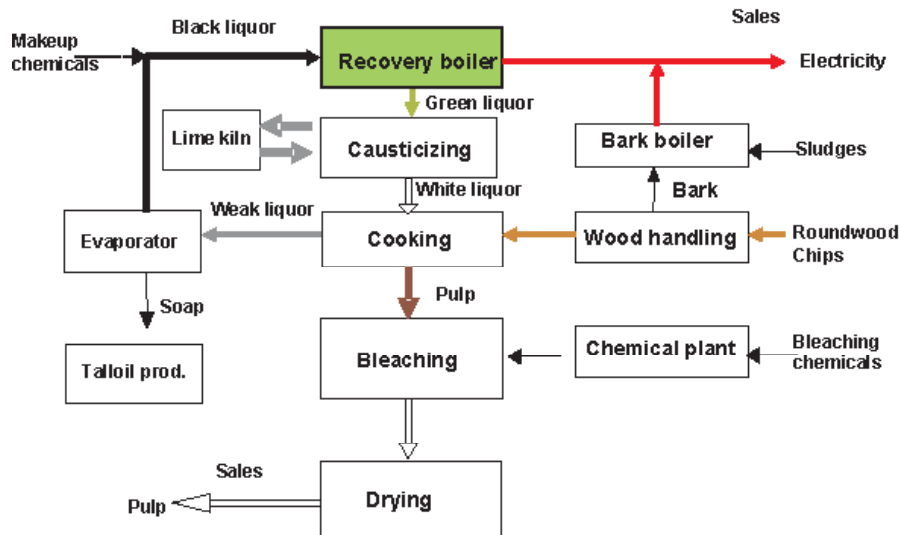 Sales
Black liquor
Makeup
chemicals
Recovery boiler
Electricity
Green liquor
Lime kiln
Causticizing
Bark boiler
Sludges
White liquor
Bark
Weak liquor
Evaporator
Cooking
Wood handling
Roundwood
Chips
Soap
Pulp
Talloil prod.
Bleaching
Chemical plant
Bleaching
chemicals
Sales
Pulp
Drying